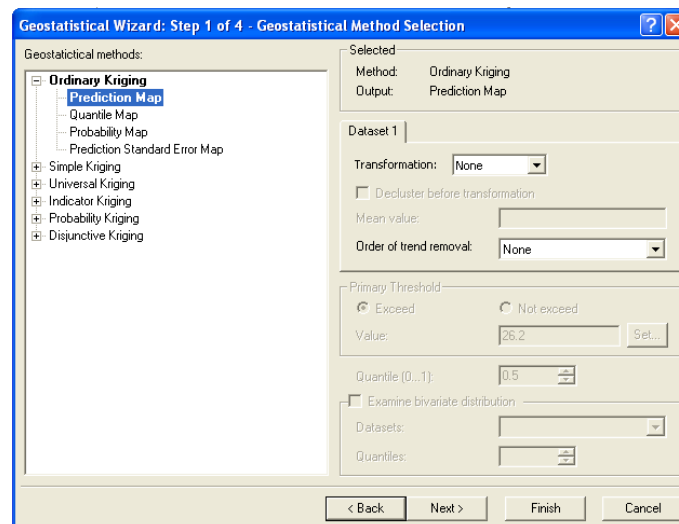 Geostatistical Wizard: Step 1 of 4 - Geostatistical Method Selection
Geostatictical methods:
Ordinary Kriging
Prediction Map
Quantile Map
Probability Map
Prediction Standard Error Map
Simple Kriging
Universal Kriging
Indicator Kriging
Probability Kriging
Disjunctive Kriging
Selected
Method: Ordinary Kriging
Output: Prediction Map
Dataset 1
Transformation: None
Decluster before transformation
Mean value:
Order of trend removal: None
Primary Threshold
Exceed Not exceed
Value: 26.2 Set...
Quantile (0...1): 0.5
Examine bivariate distribution
Datasets:
Quantiles:
< Back Next > Finish Cancel